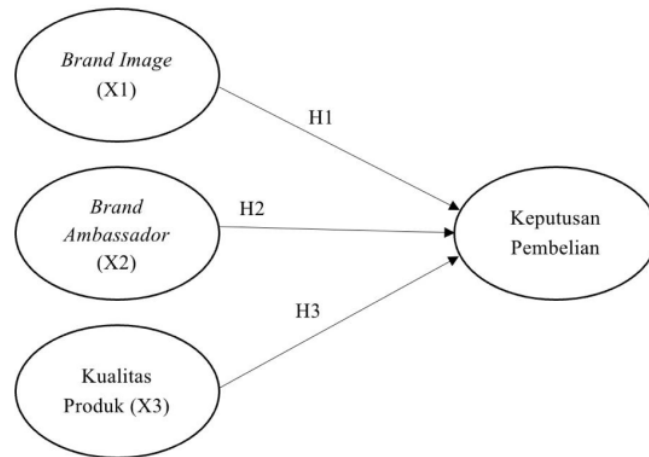 Brand Image
(X1)
H1
Brand
Ambassador
(X2)
H2
Keputusan
Pembelian
H3
Kualitas
Produk (X3)